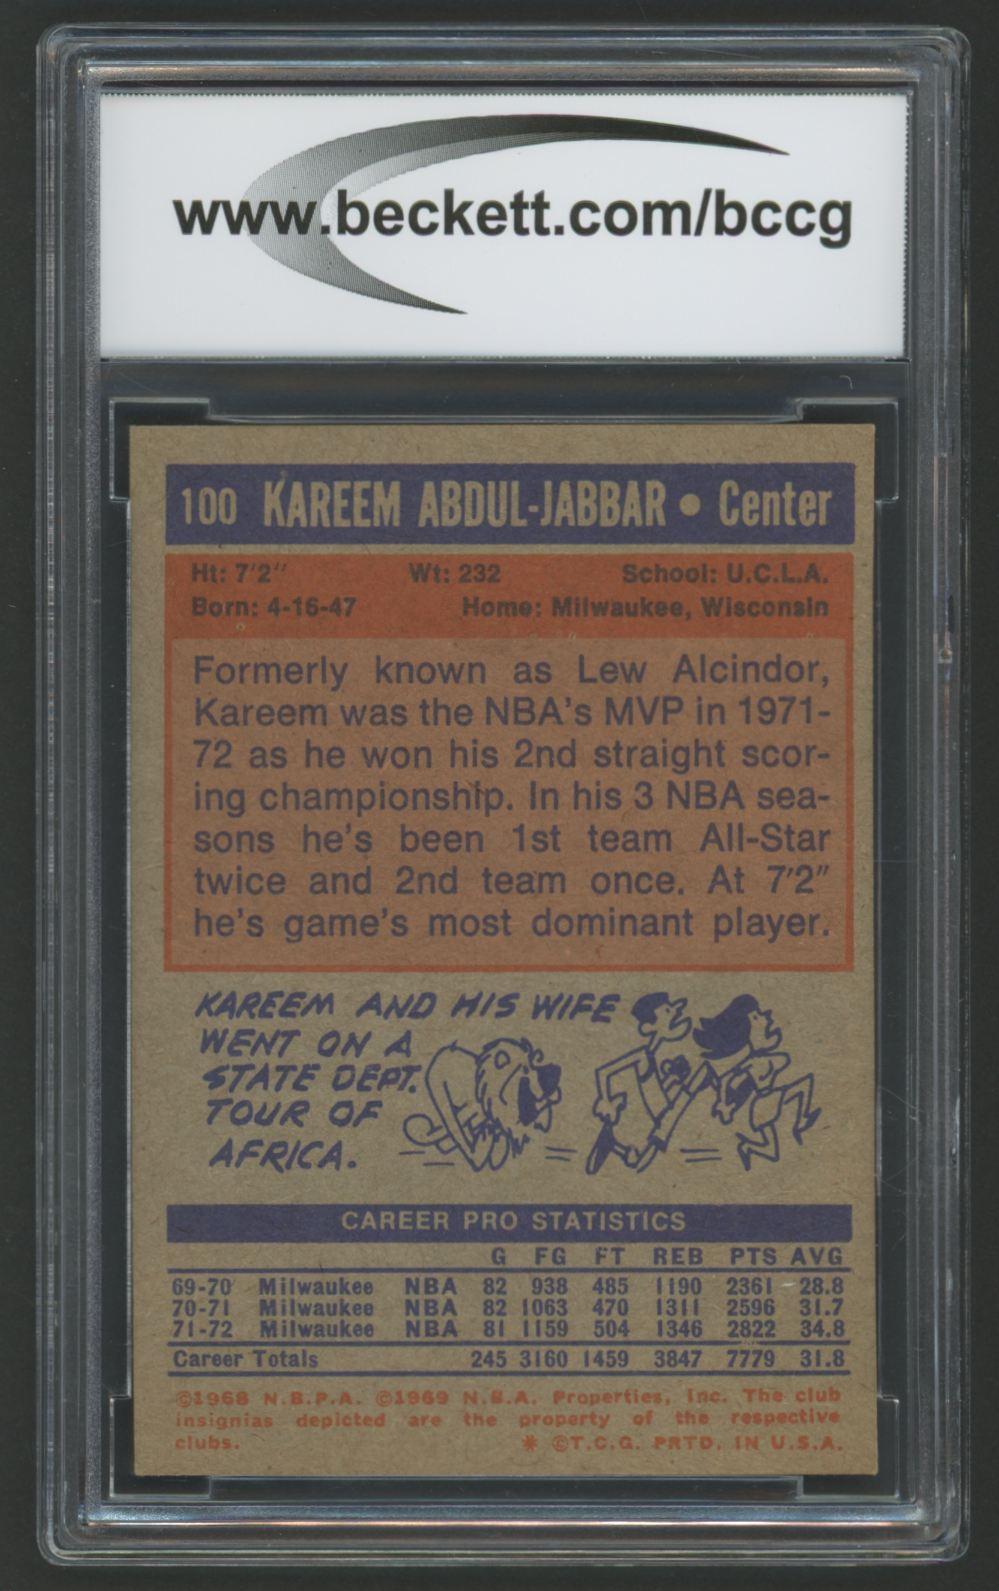 www.beckett.com/bccg
100 KAREEM ABDUL-JABBAR • Center
Ht: 7'2" Wt: 232 School: U.C.L.A.
Born: 4-16-47 Home: Milwaukee, Wisconsin
Formerly known as Lew Alcindor,
Kareem was the NBA's MVP in 1971-
72 as he won his 2nd straight scor-
ing championship. In his 3 NBA sea-
sons he's been 1st team All-Star
twice and 2nd team once. At 7'2"
he's game's most dominant player.
KAREEM AND HIS WIFE
WENT ON A
STATE DEPT.
TOUR OF
AFRICA.
CAREER PRO STATISTICS
G FG FT REB PTS AVG
69-70 Milwaukee NBA 82 938 485 1190 2361 28.8
70-71 Milwaukee NBA 82 1063 470 1311 2596 31.7
71-72 Milwaukee NBA 81 1159 504 1346 2822 34.8
Career Totals 245 3160 1459 3847 7779 31.8
©1968 N.B.P.A. ©1969 N.B.A. Properties, Inc. The club
insignias depicted are the property of the respective
clubs. * ©T.C.G. PRTD. IN U.S.A.